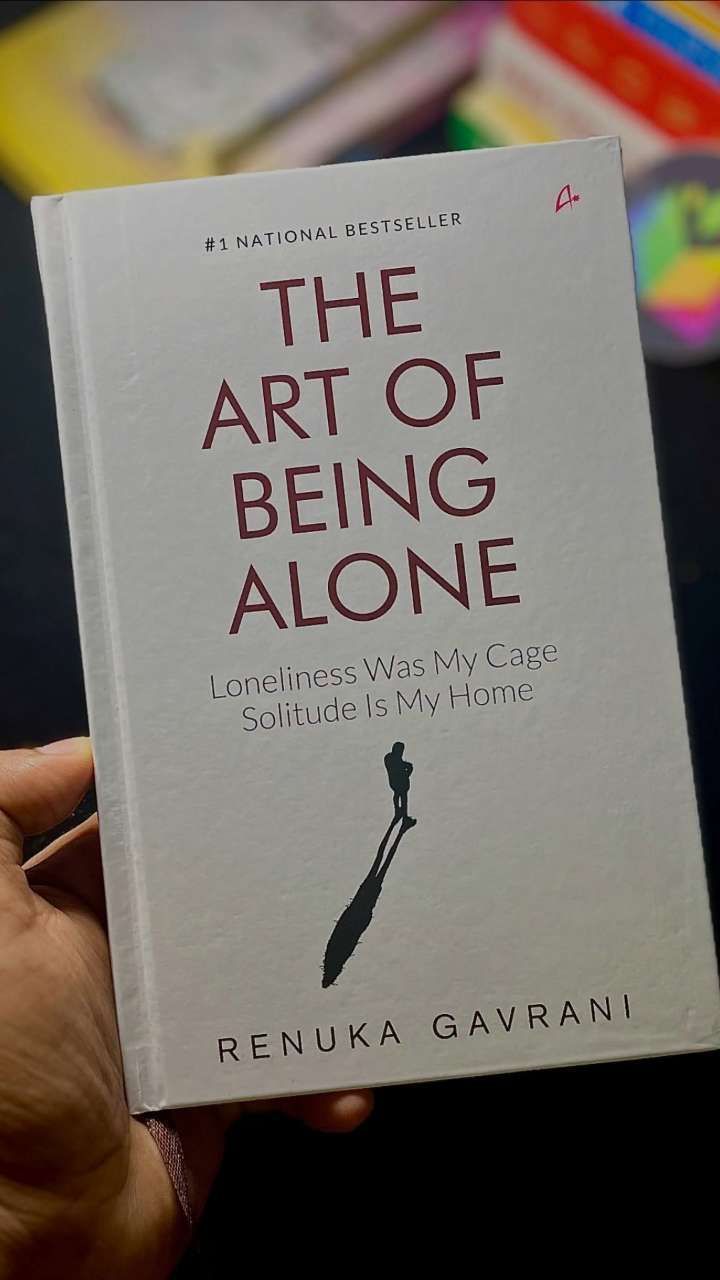 #1 NATIONAL BESTSELLER
THE
ART OF
BEING
ALONE
Loneliness Was My Cage
Solitude Is My Home
RENUKA GAVRANI